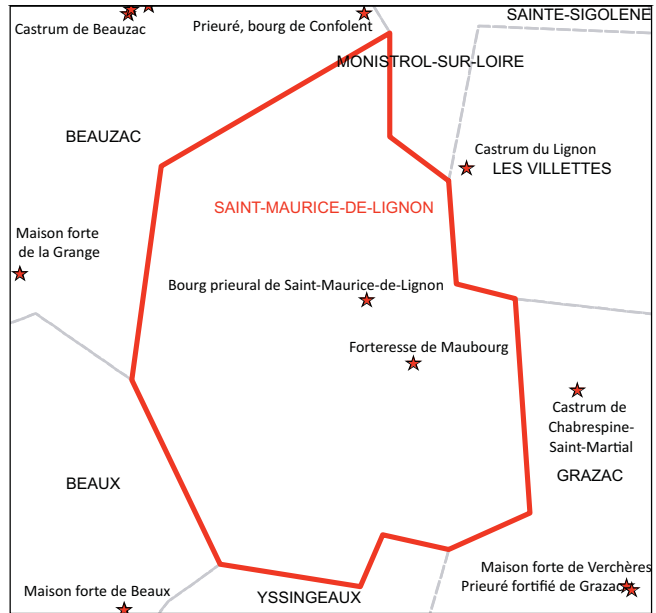 SAINTE-SIGOLENE
Castrum de Beauzac
Prieuré, bourg de Confolent
MONISTROL-SUR-LOIRE
BEAUZAC
Castrum du Lignon
LES VILLETTES
SAINT-MAURICE-DE-LIGNON
Maison forte
de la Grange
Bourg prieural de Saint-Maurice-de-Lignon
Forteresse de Maubourg
Castrum de
Chabrespine-
Saint-Martial
GRAZAC
BEAUX
Maison forte de Verchères
Prieuré fortifié de Grazac
Maison forte de Beaux
YSSINGEAUX